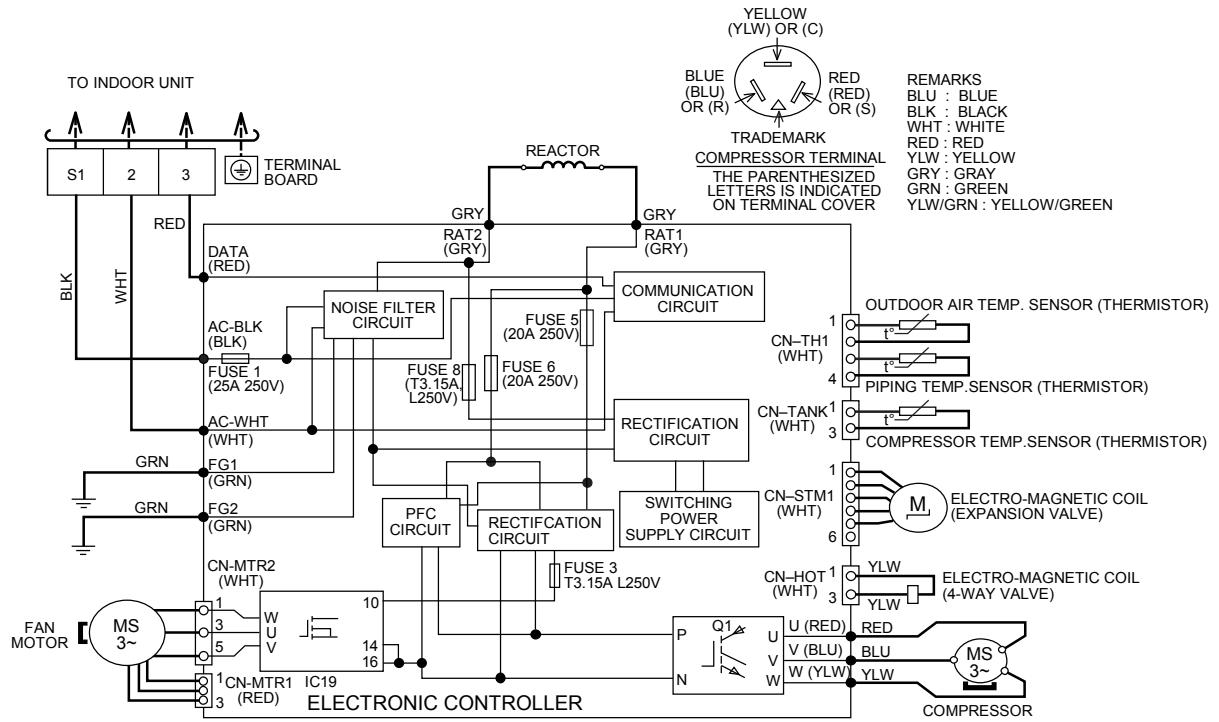 YELLOW
(YLW) OR (C)
BLUE
(BLU)
OR (R)
RED
(RED)
OR (S)
TRADEMARK
COMPRESSOR TERMINAL
THE PARENTHESIZED
LETTERS IS INDICATED
ON TERMINAL COVER
REMARKS
BLU : BLUE
BLK : BLACK
WHT : WHITE
RED : RED
YLW : YELLOW
GRY : GRAY
GRN : GREEN
YLW/GRN : YELLOW/GREEN
TO INDOOR UNIT
S1
2
3
TERMINAL
BOARD
REACTOR
GRY
GRY
RAT2
(GRY)
RAT1
(GRY)
RED
BLK
WHT
DATA
(RED)
NOISE FILTER
CIRCUIT
COMMUNICATION
CIRCUIT
AC-BLK
(BLK)
FUSE 1
(25A 250V)
FUSE 5
(20A 250V)
FUSE 8
(T3.15A,
L250V)
FUSE 6
(20A 250V)
AC-WHT
(WHT)
RECTIFICATION
CIRCUIT
GRN
FG1
(GRN)
GRN
FG2
(GRN)
PFC
CIRCUIT
RECTIFCATION
CIRCUIT
SWITCHING
POWER
SUPPLY CIRCUIT
FUSE 3
T3.15A L250V
OUTDOOR AIR TEMP. SENSOR (THERMISTOR)
1
t°
CN–TH1
(WHT)
t°
4
PIPING TEMP.SENSOR (THERMISTOR)
CN–TANK
(WHT)
1
t°
3
COMPRESSOR TEMP.SENSOR (THERMISTOR)
1
CN–STM1
(WHT)
M
6
ELECTRO-MAGNETIC COIL
(EXPANSION VALVE)
CN–HOT
(WHT)
1
YLW
3
YLW
ELECTRO-MAGNETIC COIL
(4-WAY VALVE)
CN-MTR2
(WHT)
FAN
MOTOR
MS
3~
1
3
5
W
U
V
10
14
16
IC19
1
3
CN-MTR1
(RED)
ELECTRONIC CONTROLLER
Q1
P
N
U
V
W
U (RED)
V (BLU)
W (YLW)
RED
BLU
YLW
MS
3~
COMPRESSOR